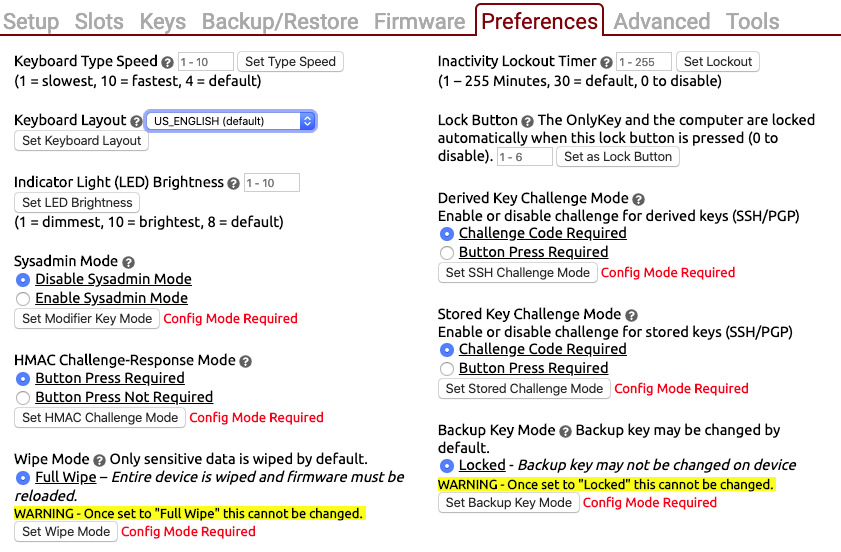 Setup Slots Keys Backup/Restore Firmware Preferences Advanced Tools
Keyboard Type Speed ? 1 - 10 Set Type Speed
(1 = slowest, 10 = fastest, 4 = default)
Keyboard Layout ? US_ENGLISH (default)
Set Keyboard Layout
Indicator Light (LED) Brightness ? 1 - 10
Set LED Brightness
(1 = dimmest, 10 = brightest, 8 = default)
Sysadmin Mode ?
Disable Sysadmin Mode
Enable Sysadmin Mode
Set Modifier Key Mode Config Mode Required
HMAC Challenge-Response Mode ?
Button Press Required
Button Press Not Required
Set HMAC Challenge Mode Config Mode Required
Wipe Mode ? Only sensitive data is wiped by default.
Full Wipe – Entire device is wiped and firmware must be
reloaded.
WARNING - Once set to "Full Wipe" this cannot be changed.
Set Wipe Mode Config Mode Required
Inactivity Lockout Timer ? 1 - 255 Set Lockout
(1 – 255 Minutes, 30 = default, 0 to disable)
Lock Button ? The OnlyKey and the computer are locked
automatically when this lock button is pressed (0 to
disable). 1 - 6 Set as Lock Button
Derived Key Challenge Mode ?
Enable or disable challenge for derived keys (SSH/PGP)
Challenge Code Required
Button Press Required
Set SSH Challenge Mode Config Mode Required
Stored Key Challenge Mode ?
Enable or disable challenge for stored keys (SSH/PGP)
Challenge Code Required
Button Press Required
Set Stored Challenge Mode Config Mode Required
Backup Key Mode ? Backup key may be changed by
default.
Locked - Backup key may not be changed on device
WARNING - Once set to "Locked" this cannot be changed.
Set Backup Key Mode Config Mode Required